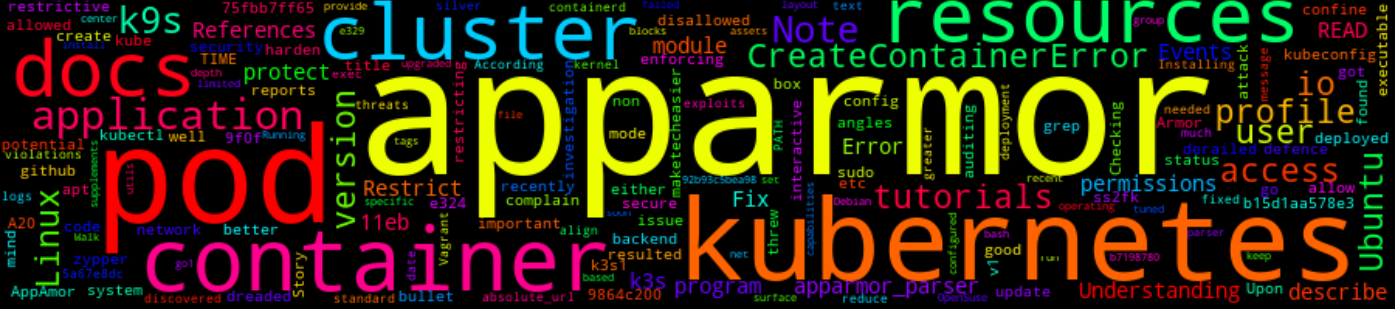 restrictive
center
k9s
75fbb7ff65
cluster
provide
silver
containerd
failed
layout
text
resources
group
confine
executable
allowed
create
install
kube
References
e329
blocks
disallowed
assets
Note
READ
docs
security
harden
TIME
According
kernel
module
enforcing
CreateContainerError
Events
Installing
attack
message
kubeconfig
got
found
depth
limited
protect
reports
title
exec
upgraded
threats
restricting
file
investigation
non
maketecheasier
exploits
box
PATH
interactive
config
angles
Error
apparmor
greater
auditing
deployment
grep
Checking
needed
Armor
much
io
profile
user
deployed
application
potential
violations
github
kubectl
well
9f0f
Running
version
tags
mode
sudo
derailed
defence
status
access
supplements
utils
pod
logs
apt
Restrict
specific
e324
recently
complain
either
secure
92b93c5bea98
set
Fix
etc
Debian
tutorials
recent
operating
permissions
ss2fk
tuned
go
allow
fixed
b15d1aa578e3
Ubuntu
A20
mind
Linux
code
Walk
network
better
11eb
Vagrant
important
align
soon
issue
backend
threw
capabilities
kubernetes
configured
bash
good
run
v1
parser
group
b7198780
keep
zypper
5a67e8dc
container
go1
Story
date
resulted
based
k3s1
k3s
net
AppAmor
system
discovered
dreaded
standard
bullet
absolute_url
9864c200
program
surface
apparmor_parser
reduce
OpenSuse
update
Understanding
Upon
describe